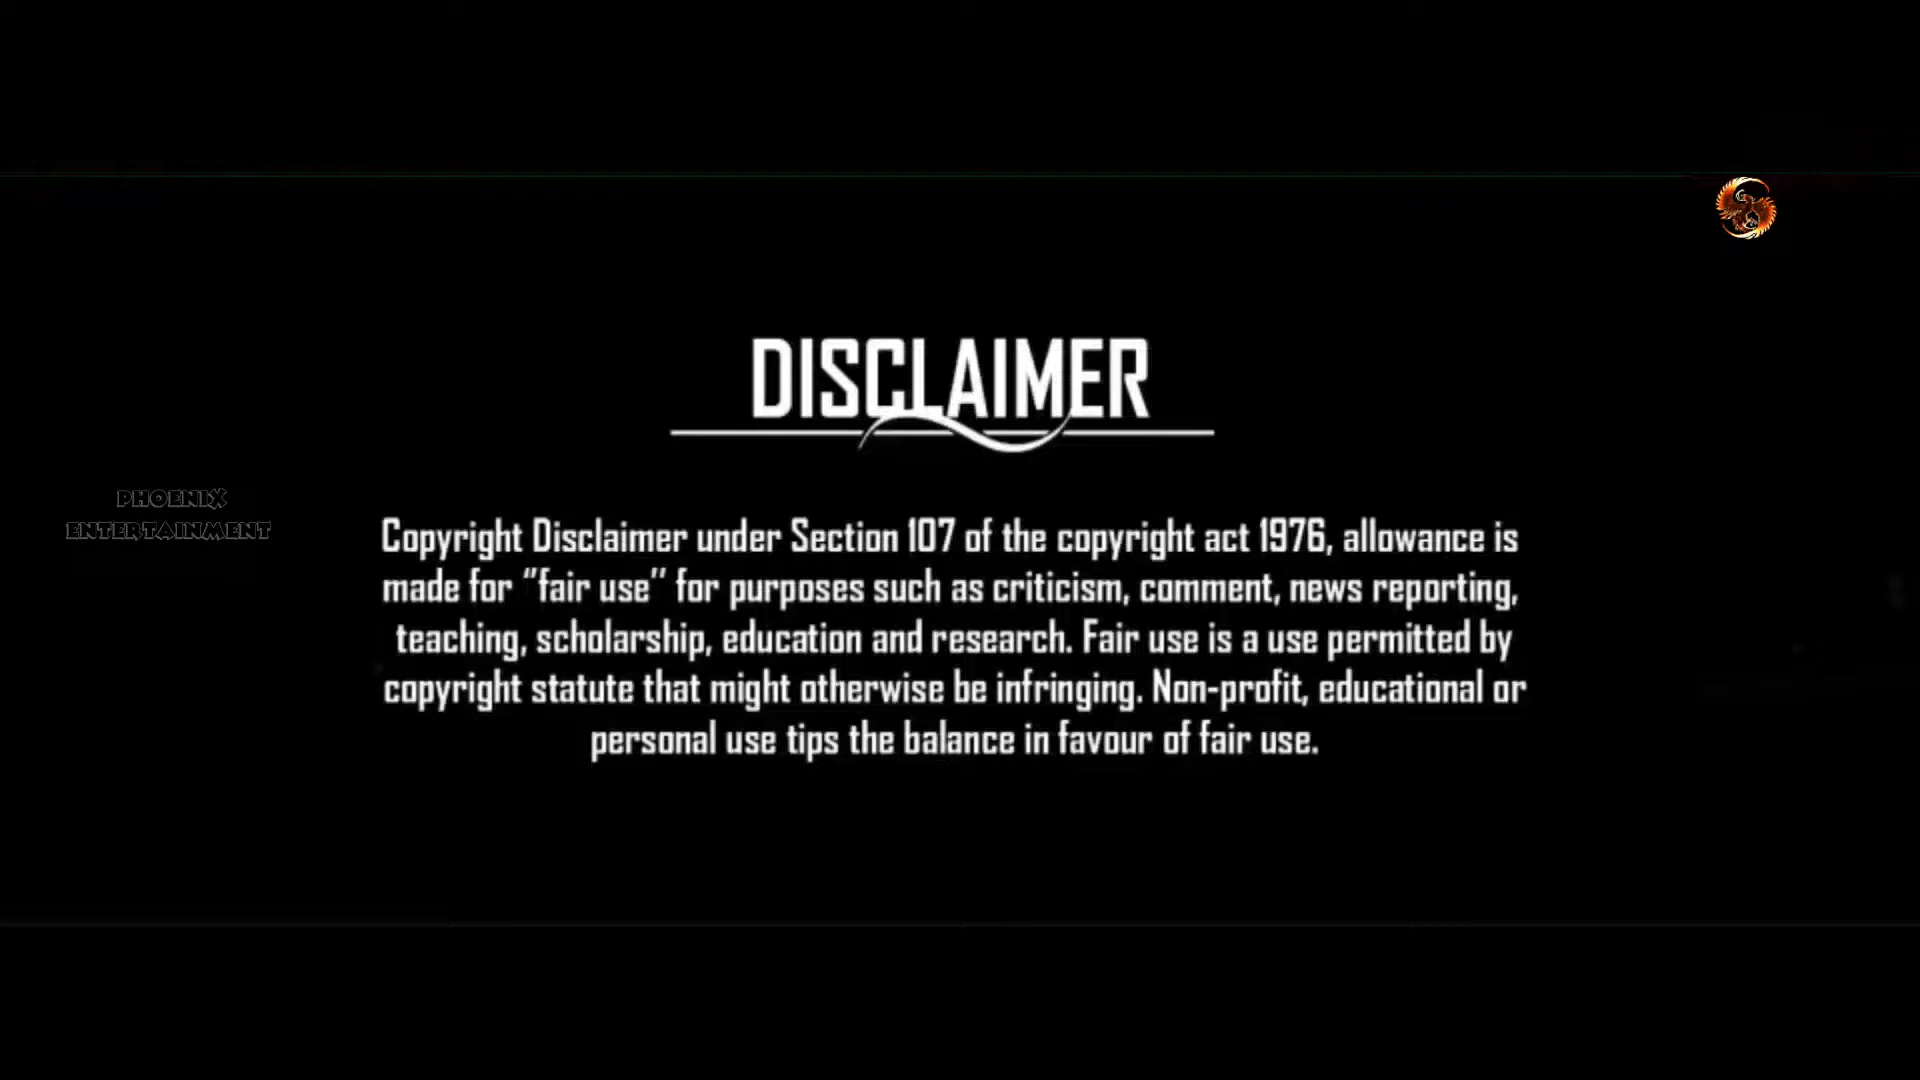 DISCLAIMER
PHOENIX
ENTERTAINMENT
Copyright Disclaimer under Section 107 of the copyright act 1976, allowance is
made for "fair use" for purposes such as criticism, comment, news reporting,
teaching, scholarship, education and research. Fair use is a use permitted by
copyright statute that might otherwise be infringing. Non-profit, educational or
personal use tips the balance in favour of fair use.